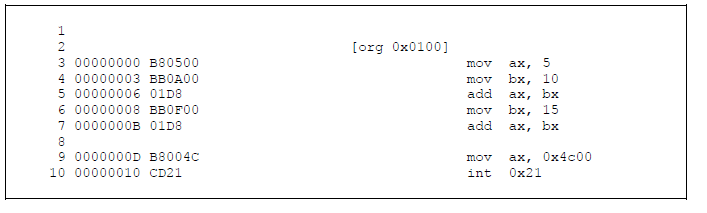 1
2 [org 0x0100]
3 00000000 B80500 mov ax, 5
4 00000003 BB0A00 mov bx, 10
5 00000006 01D8 add ax, bx
6 00000008 BB0F00 mov bx, 15
7 0000000B 01D8 add ax, bx
8
9 0000000D B8004C mov ax, 0x4c00
10 00000010 CD21 int 0x21